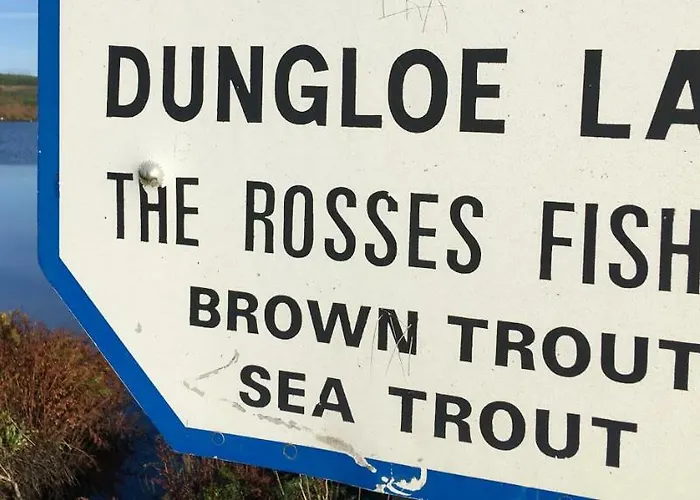 DUNGLOE LA
THE ROSSES FISH
BROWN TROUT
SEA TROUT